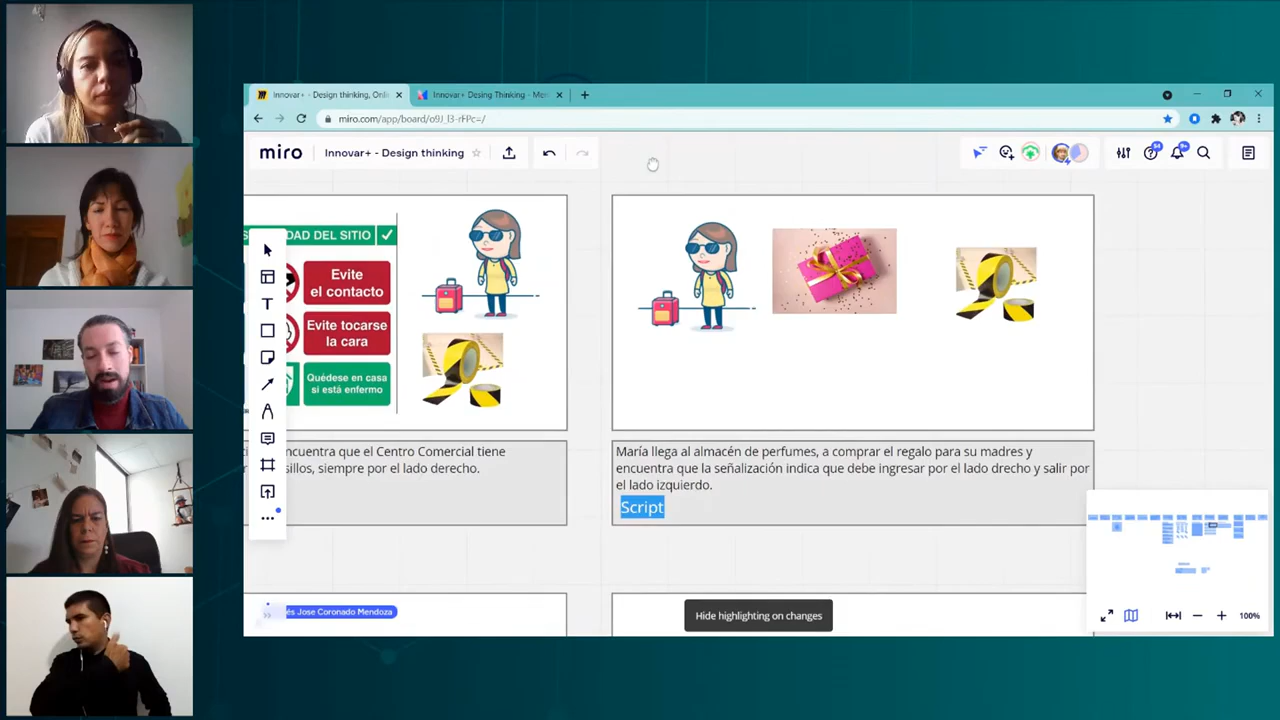 Innovar+ - Design thinking, Onli
Innovar+ Desing Thinking - Men
miro.com/app/board/o9J_l3-rFPc=/
miro
Innovar+ - Design thinking
DAD DEL SITIO
Evite
el contacto
Evite tocarse
la cara
Quédese en casa
si está enfermo
encuentra que el Centro Comercial tiene
sillos, siempre por el lado derecho.
María llega al almacén de perfumes, a comprar el regalo para su madres y
encuentra que la señalización indica que debe ingresar por el lado drecho y salir por
el lado izquierdo.
Script
és Jose Coronado Mendoza
Hide highlighting on changes
100%